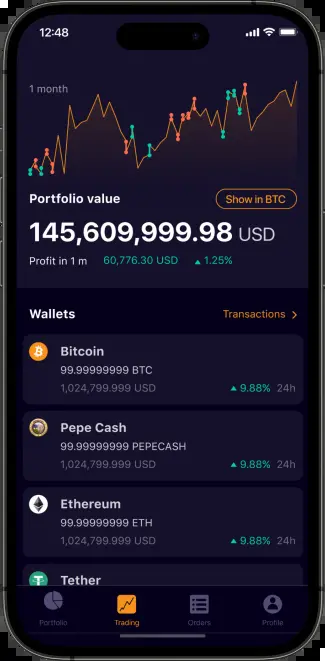 12:48
1 month
Portfolio value
Show in BTC
145,609,999.98 USD
Profit in 1 m 60,776.30 USD ▲ 1.25%
Wallets
Transactions >
Bitcoin
99.99999999 BTC
1,024,799.999 USD ▲ 9.88% 24h
Pepe Cash
99.99999999 PEPECASH
1,024,799.999 USD ▲ 9.88% 24h
Ethereum
99.99999999 ETH
1,024,799.999 USD ▲ 9.88% 24h
Tether
Portfolio Trading Orders Profile